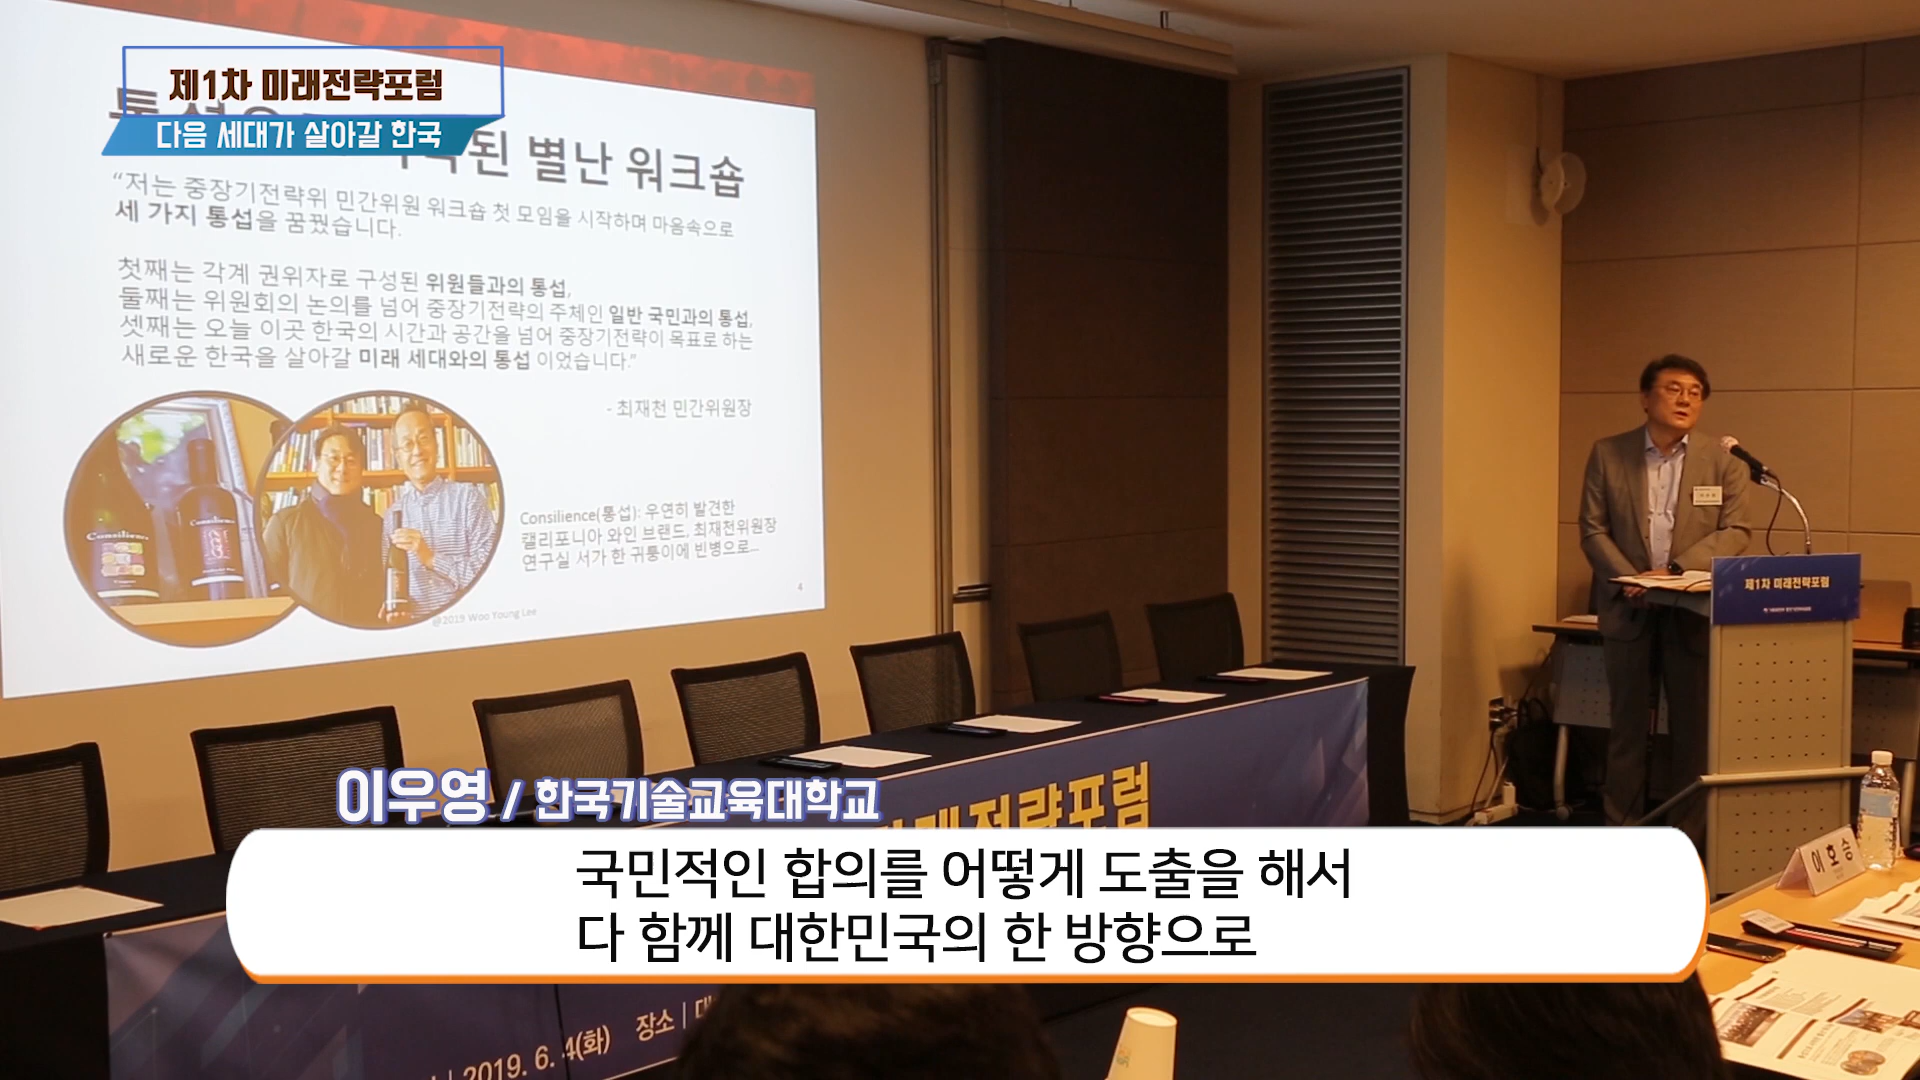 제1차 미래전략포럼
다음 세대가 살아갈 한국
된 별난 워크숍
“저는 중장기전략위 민간위원 워크숍 첫 모임을 시작하며 마음속으로
세 가지 통섭을 꿈꿨습니다.
첫째는 각계 권위자로 구성된 위원들과의 통섭,
둘째는 위원회의 논의를 넘어 중장기전략의 주체인 일반 국민과의 통섭,
셋째는 오늘 이곳 한국의 시간과 공간을 넘어 중장기전략이 목표로 하는
새로운 한국을 살아갈 미래 세대와의 통섭 이었습니다.”
- 최재천 민간위원장
Consilience
Consilience
Consilience(통섭): 우연히 발견한
캘리포니아 와인 브랜드, 최재천위원장
연구실 서가 한 귀퉁이에 빈병으로...
4
@2019 Woo Young Lee
제1차 미래전략포럼
이우영 / 한국기술교육대학교
미래전략포럼
국민적인 합의를 어떻게 도출을 해서
다 함께 대한민국의 한 방향으로
이호승
2019. 6. 4(화) 장소 | 대